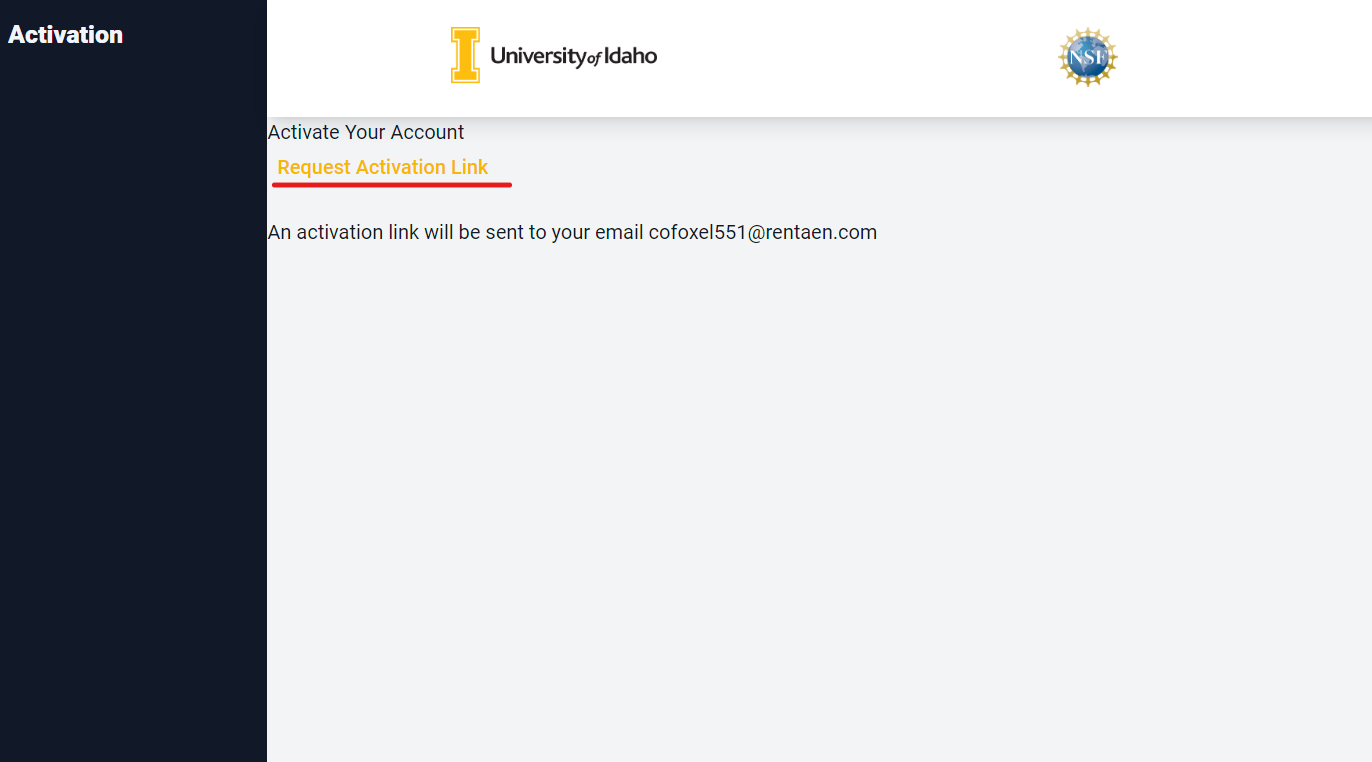 Activation
University of Idaho
NSF
Activate Your Account
Request Activation Link
An activation link will be sent to your email cofoxel551@rentaen.com